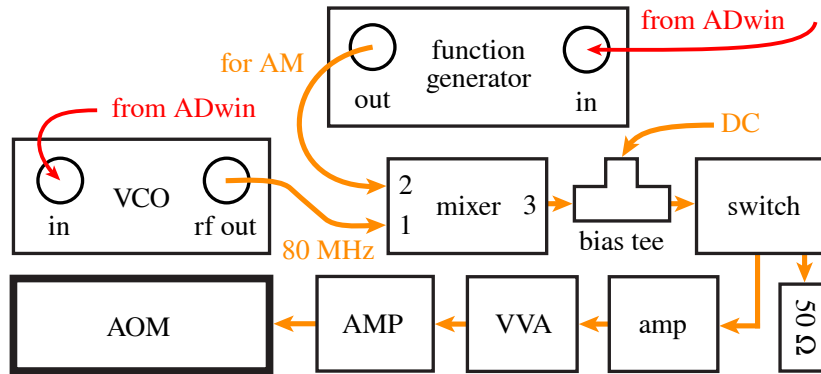 from ADwin
for AM
function
generator
out
in
from ADwin
DC
VCO
in
rf out
2
1
mixer
3
bias tee
switch
80 MHz
AOM
AMP
VVA
amp
50 Ω